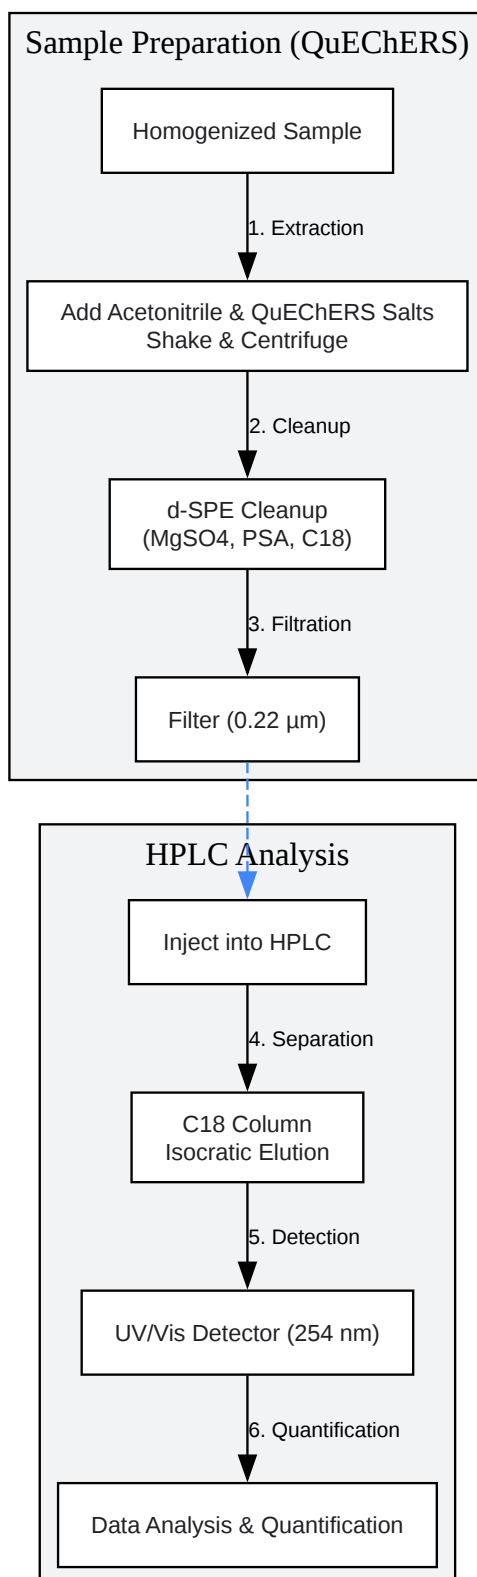 Sample Preparation (QuEChERS)
Homogenized Sample
1. Extraction
Add Acetonitrile & QuEChERS Salts
Shake & Centrifuge
2. Cleanup
d-SPE Cleanup
(MgSO4, PSA, C18)
3. Filtration
Filter (0.22 µm)
HPLC Analysis
Inject into HPLC
4. Separation
C18 Column
Isocratic Elution
5. Detection
UV/Vis Detector (254 nm)
6. Quantification
Data Analysis & Quantification